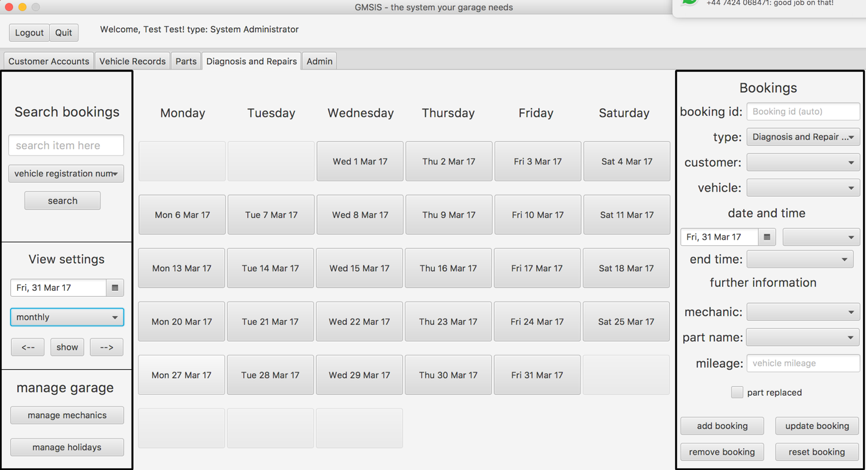 GMSIS - the system your garage needs
+44 7424 068471: good job on that!
Logout
Quit
Welcome, Test Test! type: System Administrator
Customer Accounts
Vehicle Records
Parts
Diagnosis and Repairs
Admin
Search bookings
search item here
vehicle registration num
search
View settings
Fri, 31 Mar 17
monthly
<--
show
-->
manage garage
manage mechanics
manage holidays
Monday
Tuesday
Wednesday
Thursday
Friday
Saturday
Wed 1 Mar 17
Thu 2 Mar 17
Fri 3 Mar 17
Sat 4 Mar 17
Mon 6 Mar 17
Tue 7 Mar 17
Wed 8 Mar 17
Thu 9 Mar 17
Fri 10 Mar 17
Sat 11 Mar 17
Mon 13 Mar 17
Tue 14 Mar 17
Wed 15 Mar 17
Thu 16 Mar 17
Fri 17 Mar 17
Sat 18 Mar 17
Mon 20 Mar 17
Tue 21 Mar 17
Wed 22 Mar 17
Thu 23 Mar 17
Fri 24 Mar 17
Sat 25 Mar 17
Mon 27 Mar 17
Tue 28 Mar 17
Wed 29 Mar 17
Thu 30 Mar 17
Fri 31 Mar 17
Bookings
booking id: Booking id (auto)
type: Diagnosis and Repair ...
customer:
vehicle:
date and time
Fri, 31 Mar 17
end time:
further information
mechanic:
part name:
mileage: vehicle mileage
part replaced
add booking
update booking
remove booking
reset booking